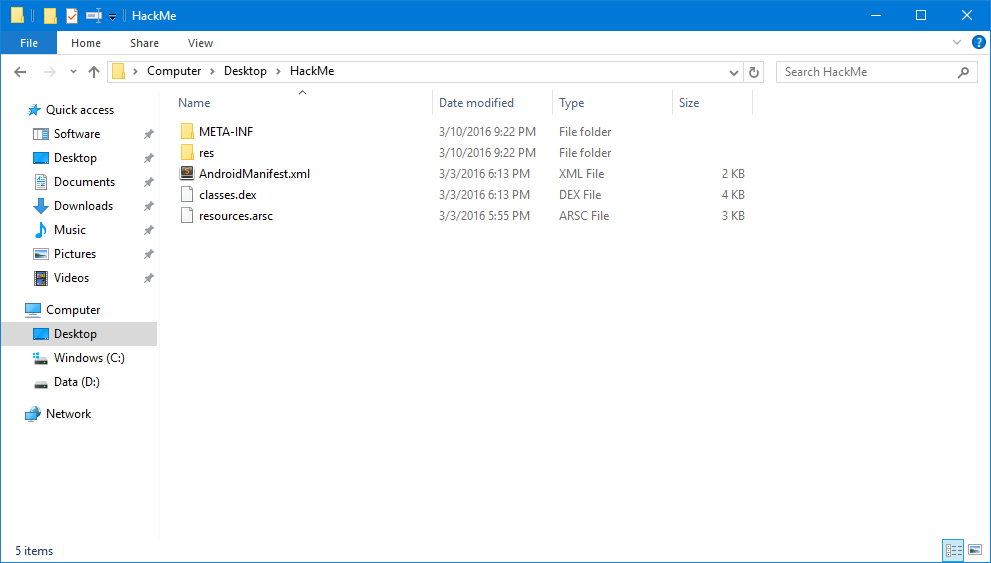 HackMe
File Home Share View
Computer Desktop HackMe Search HackMe
Quick access
Software
Desktop
Documents
Downloads
Music
Pictures
Videos
Computer
Desktop
Windows (C:)
Data (D:)
Network
Name Date modified Type Size
META-INF 3/10/2016 9:22 PM File folder
res 3/10/2016 9:22 PM File folder
AndroidManifest.xml 3/3/2016 6:13 PM XML File 2 KB
classes.dex 3/3/2016 6:13 PM DEX File 4 KB
resources.arsc 3/3/2016 5:55 PM ARSC File 3 KB
5 items